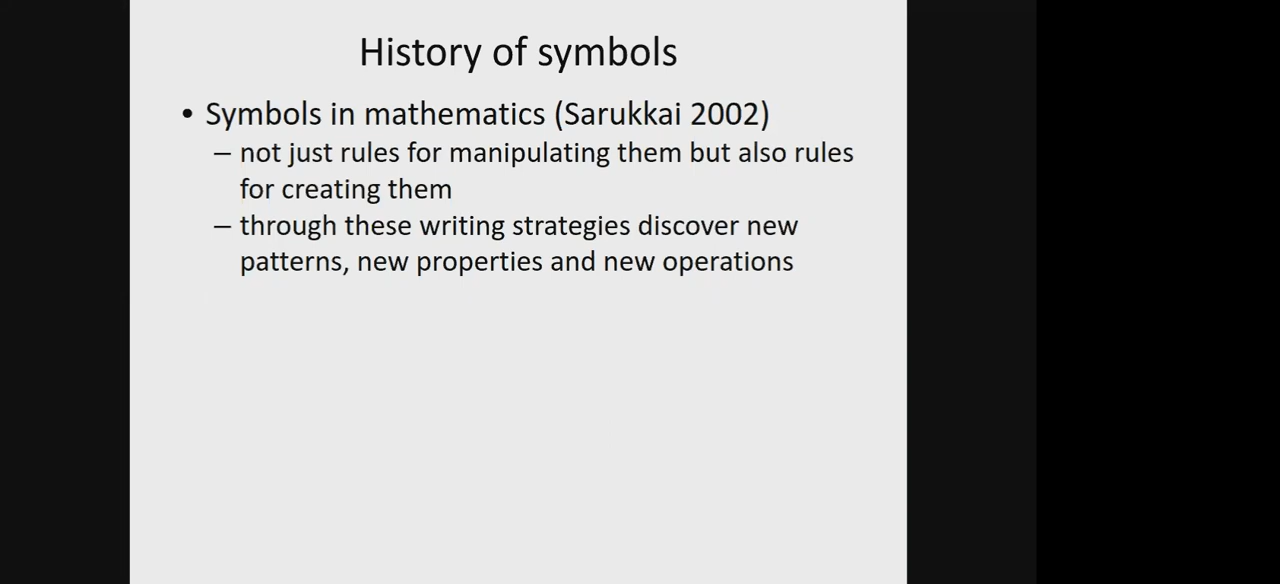 History of symbols
• Symbols in mathematics (Sarukkai 2002)
– not just rules for manipulating them but also rules
for creating them
– through these writing strategies discover new
patterns, new properties and new operations